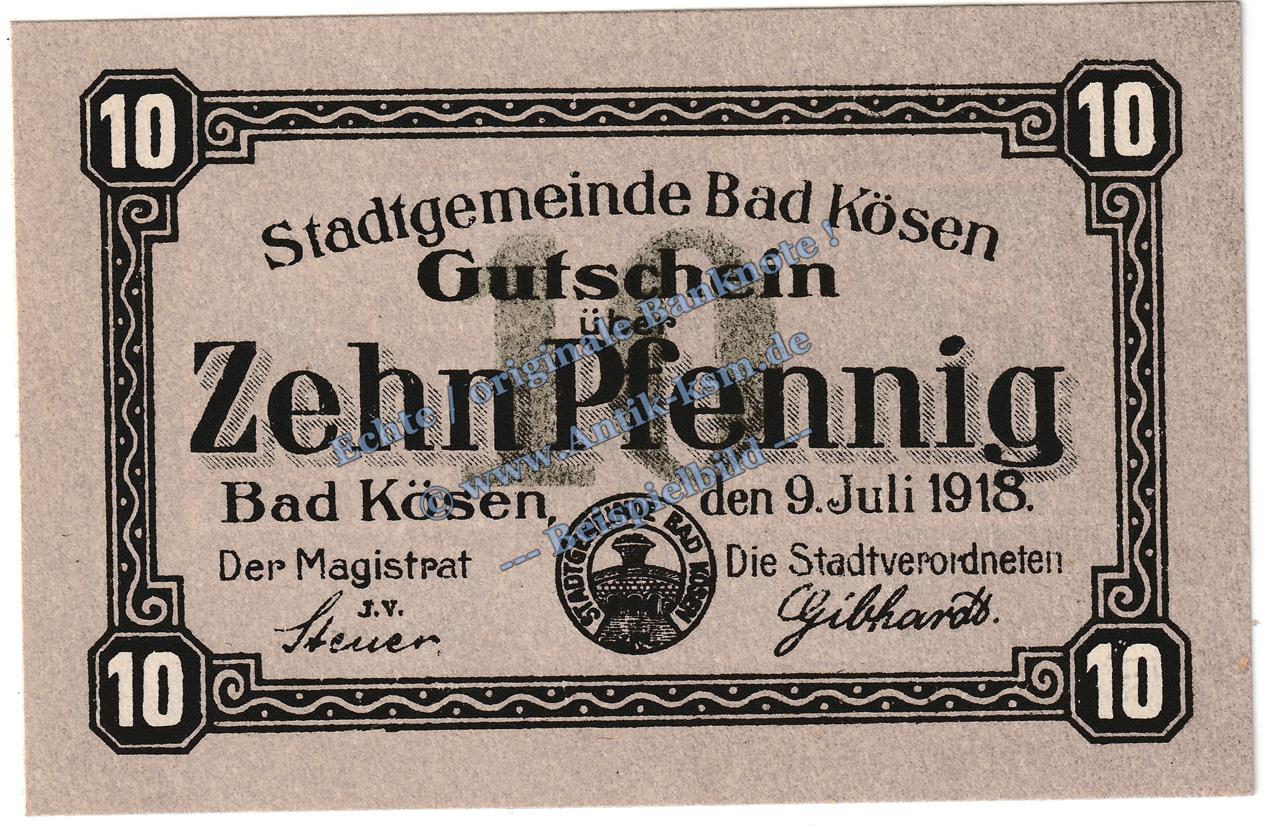 10
10
Stadtgemeinde Bad Kösen
Gutschein
über
10
Zehn Pfennig
Bad Kösen, den 9. Juli 1918.
Der Magistrat
J.V.
Steuer
Die Stadtverordneten
Gibhardt.
STADTGEMEINDE BAD KÖSEN
10
10
Echte / originale Banknote !
© www.Antik-ksm.de
--- Beispielbild ---